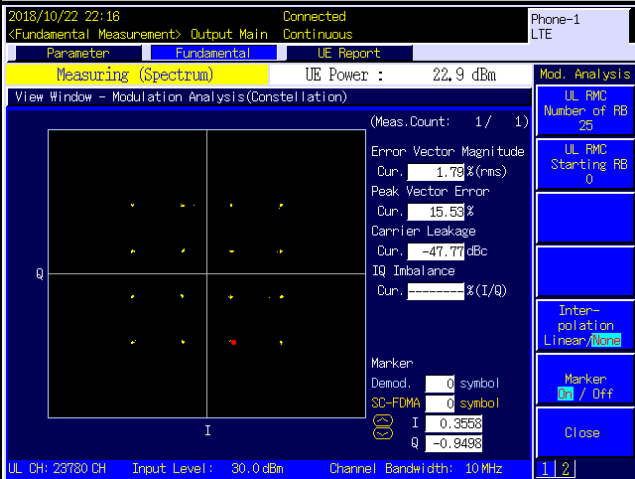 2018/10/22 22:16 Connected Phone-1
<Fundamental Measurement> Output Main Continuous LTE
Parameter Fundamental UE Report
Measuring (Spectrum) UE Power : 22.9 dBm Mod. Analysis
View Window - Modulation Analysis(Constellation)
UL RMC
Number of RB
25
(Meas.Count: 1/ 1)
Error Vector Magnitude
Cur. 1.79 %(rms)
Peak Vector Error
Cur. 15.53 %
Carrier Leakage
Cur. -47.77 dBc
IQ Imbalance
Cur. -------- %(I/Q)
UL RMC
Starting RB
0
Q
I
Marker
Demod. 0 symbol
SC-FDMA 0 symbol
I 0.3558
Q -0.9498
Inter-
polation
Linear/None
Marker
On / Off
Close
UL CH: 23780 CH Input Level: 30.0 dBm Channel Bandwidth: 10 MHz
1 2